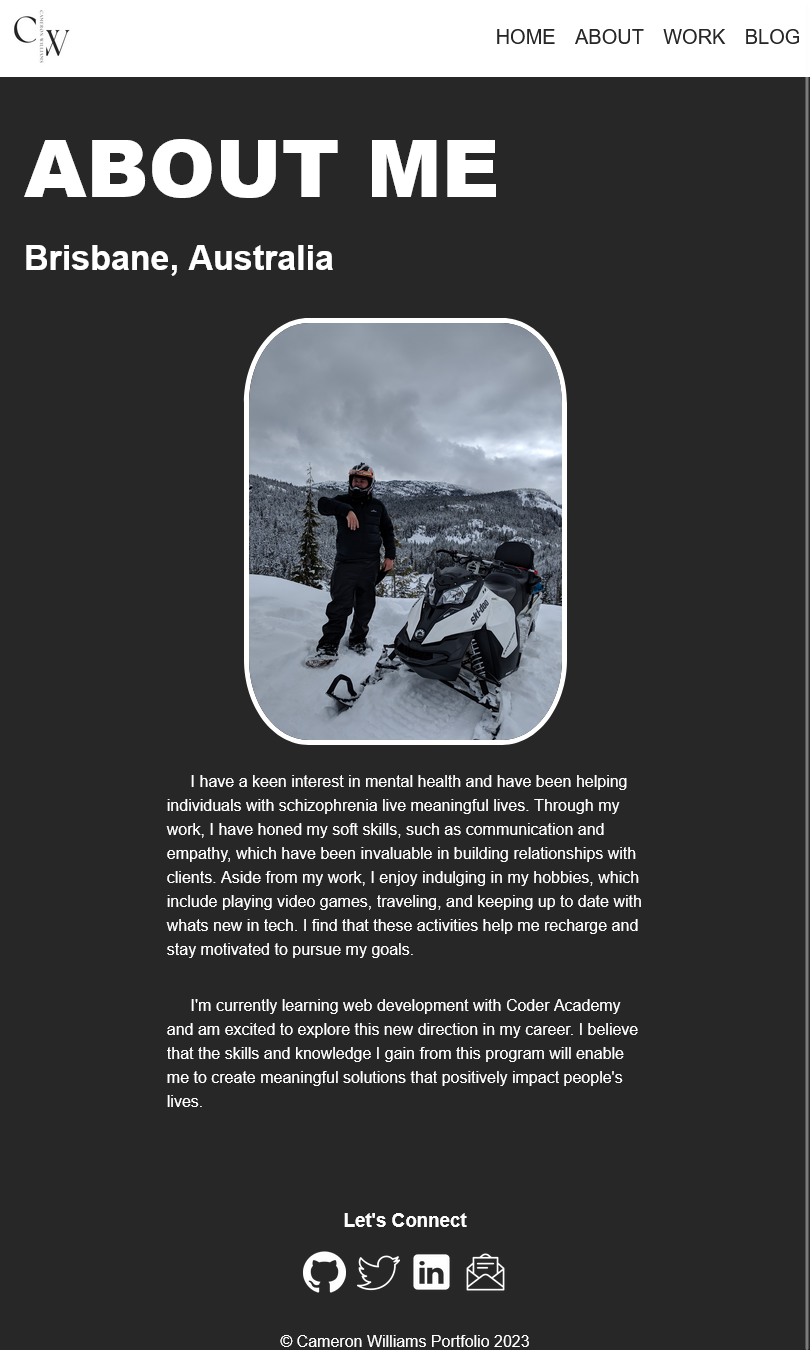 CW
CAMERON WILLIAMS
HOME ABOUT WORK BLOG
ABOUT ME
Brisbane, Australia
ski-doo
I have a keen interest in mental health and have been helping
individuals with schizophrenia live meaningful lives. Through my
work, I have honed my soft skills, such as communication and
empathy, which have been invaluable in building relationships with
clients. Aside from my work, I enjoy indulging in my hobbies, which
include playing video games, traveling, and keeping up to date with
whats new in tech. I find that these activities help me recharge and
stay motivated to pursue my goals.
I'm currently learning web development with Coder Academy
and am excited to explore this new direction in my career. I believe
that the skills and knowledge I gain from this program will enable
me to create meaningful solutions that positively impact people's
lives.
Let's Connect
in
© Cameron Williams Portfolio 2023